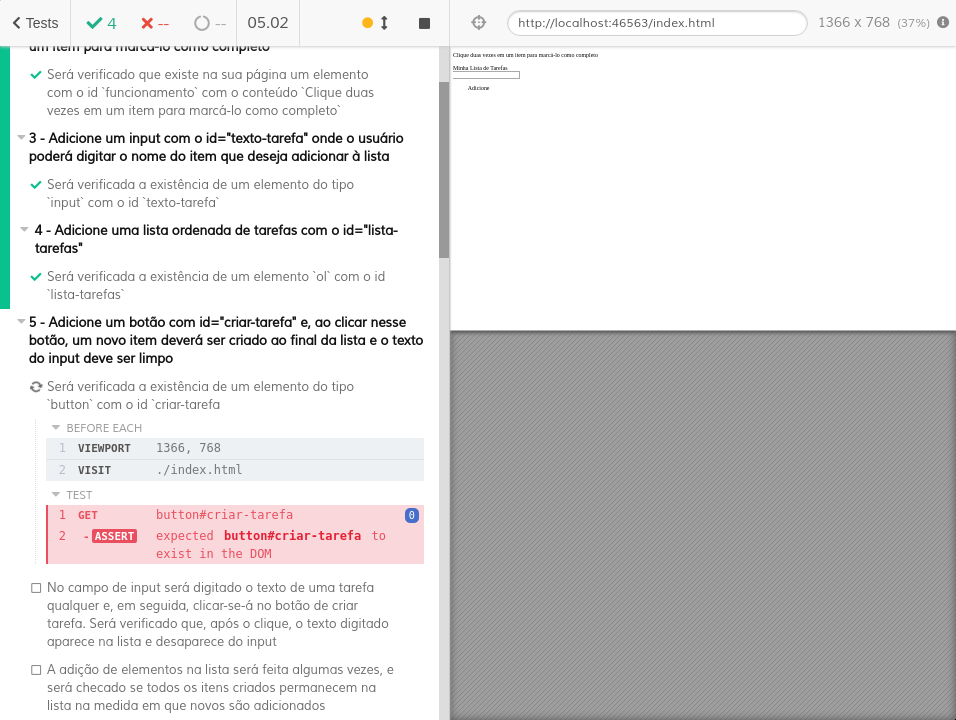 Tests 4 -- -- 05.02 http://localhost:46563/index.html 1366 x 768 (37%)
um item para marcá-lo como completo
Será verificado que existe na sua página um elemento
com o id `funcionamento` com o conteúdo `Clique duas
vezes em um item para marcá-lo como completo`
3 - Adicione um input com o id="texto-tarefa" onde o usuário
poderá digitar o nome do item que deseja adicionar à lista
Será verificada a existência de um elemento do tipo
`input` com o id `texto-tarefa`
4 - Adicione uma lista ordenada de tarefas com o id="lista-
tarefas"
Será verificada a existência de um elemento `ol` com o id
`lista-tarefas`
5 - Adicione um botão com id="criar-tarefa" e, ao clicar nesse
botão, um novo item deverá ser criado ao final da lista e o texto
do input deve ser limpo
Será verificada a existência de um elemento do tipo
`button` com o id `criar-tarefa
BEFORE EACH
1 VIEWPORT 1366, 768
2 VISIT ./index.html
TEST
1 GET button#criar-tarefa 0
2 -ASSERT expected button#criar-tarefa to
exist in the DOM
No campo de input será digitado o texto de uma tarefa
qualquer e, em seguida, clicar-se-á no botão de criar
tarefa. Será verificado que, após o clique, o texto digitado
aparece na lista e desaparece do input
A adição de elementos na lista será feita algumas vezes, e
será checado se todos os itens criados permanecem na
lista na medida em que novos são adicionados
Clique duas vezes em um item para marcá-lo como completo
Minha Lista de Tarefas
Adicione